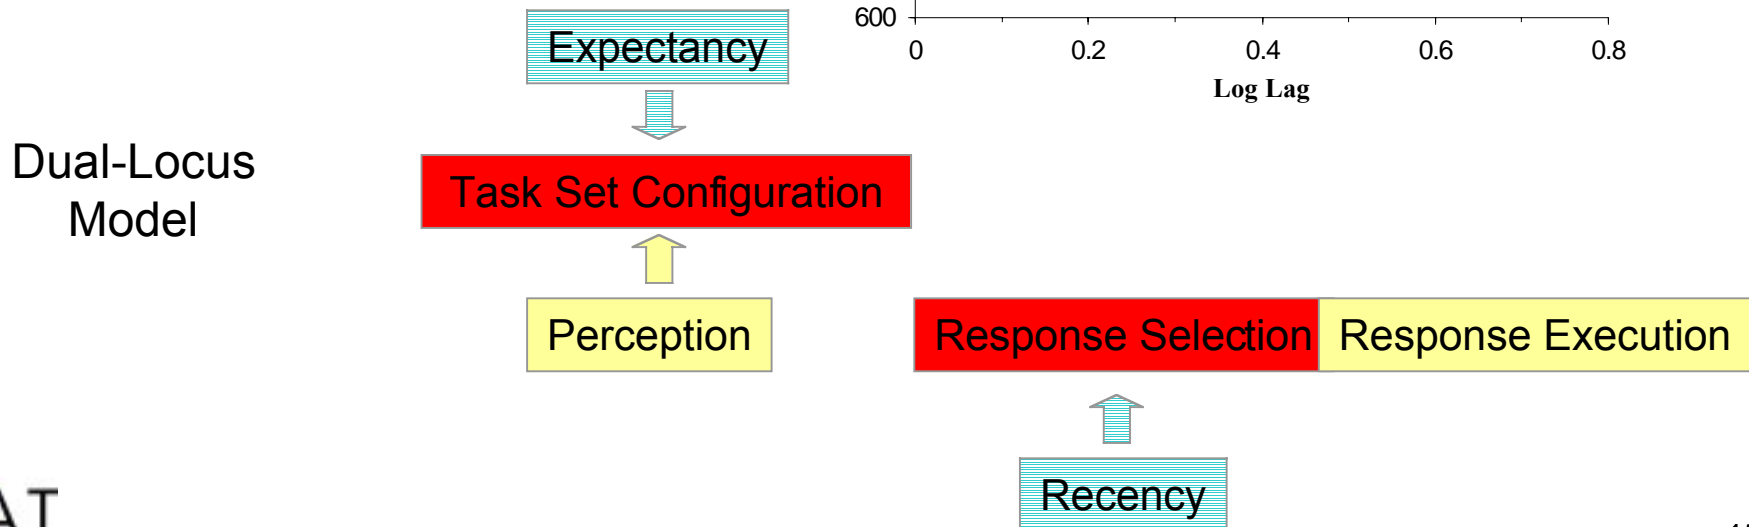 600
0 0.2 0.4 0.6 0.8
Log Lag
Expectancy
Dual-Locus
Model
Task Set Configuration
Perception
Response Selection
Response Execution
Recency